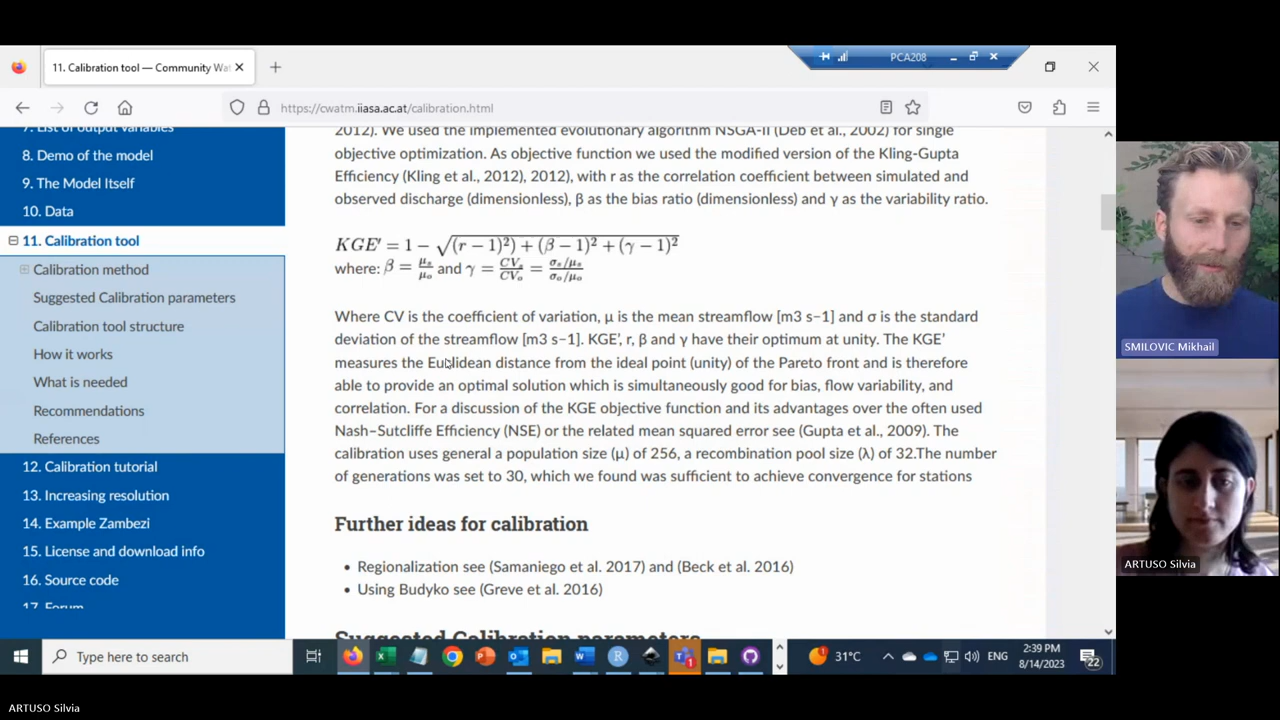 11. Calibration tool — Community Wat
PCA208
https://cwatm.iiasa.ac.at/calibration.html
7. List of output variables
8. Demo of the model
9. The Model Itself
10. Data
11. Calibration tool
Calibration method
Suggested Calibration parameters
Calibration tool structure
How it works
What is needed
Recommendations
References
12. Calibration tutorial
13. Increasing resolution
14. Example Zambezi
15. License and download info
16. Source code
17. Forum
2012). We used the implemented evolutionary algorithm NSGA-II (Deb et al., 2002) for single
objective optimization. As objective function we used the modified version of the Kling-Gupta
Efficiency (Kling et al., 2012), 2012), with r as the correlation coefficient between simulated and
observed discharge (dimensionless), β as the bias ratio (dimensionless) and γ as the variability ratio.
KGE′ = 1 − √(r − 1)²) + (β − 1)² + (γ − 1)²
where: β = μs/μo and γ = CVs/CVo = σs/μs / σo/μo
Where CV is the coefficient of variation, μ is the mean streamflow [m3 s−1] and σ is the standard
deviation of the streamflow [m3 s−1]. KGE’, r, β and γ have their optimum at unity. The KGE’
measures the Euclidean distance from the ideal point (unity) of the Pareto front and is therefore
able to provide an optimal solution which is simultaneously good for bias, flow variability, and
correlation. For a discussion of the KGE objective function and its advantages over the often used
Nash–Sutcliffe Efficiency (NSE) or the related mean squared error see (Gupta et al., 2009). The
calibration uses general a population size (μ) of 256, a recombination pool size (λ) of 32.The number
of generations was set to 30, which we found was sufficient to achieve convergence for stations
Further ideas for calibration
• Regionalization see (Samaniego et al. 2017) and (Beck et al. 2016)
• Using Budyko see (Greve et al. 2016)
Suggested Calibration parameters
SMILOVIC Mikhail
ARTUSO Silvia
Type here to search
31°C
ENG
2:39 PM
8/14/2023
22
ARTUSO Silvia